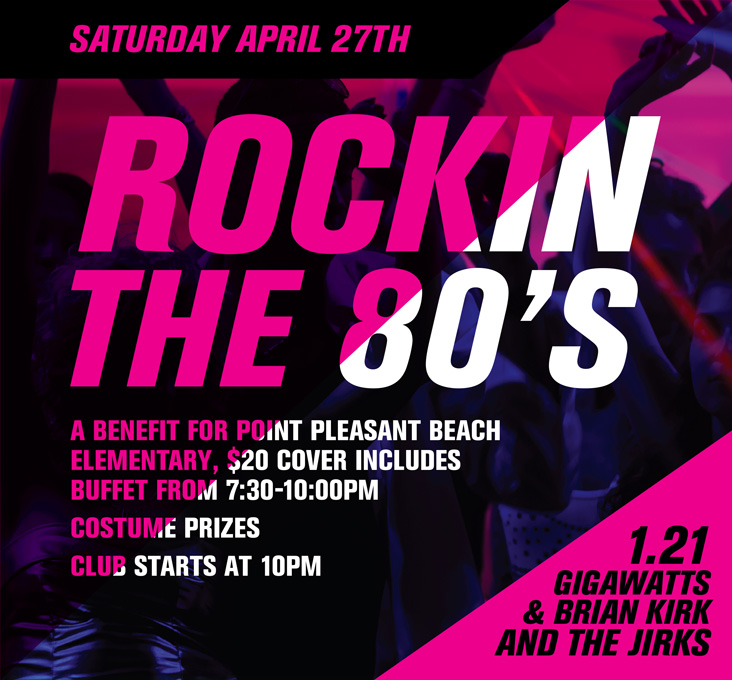 SATURDAY APRIL 27TH
ROCKIN
THE 80'S
A BENEFIT FOR POINT PLEASANT BEACH
ELEMENTARY, $20 COVER INCLUDES
BUFFET FROM 7:30-10:00PM
COSTUME PRIZES
CLUB STARTS AT 10PM
1.21
GIGAWATTS
& BRIAN KIRK
AND THE JIRKS